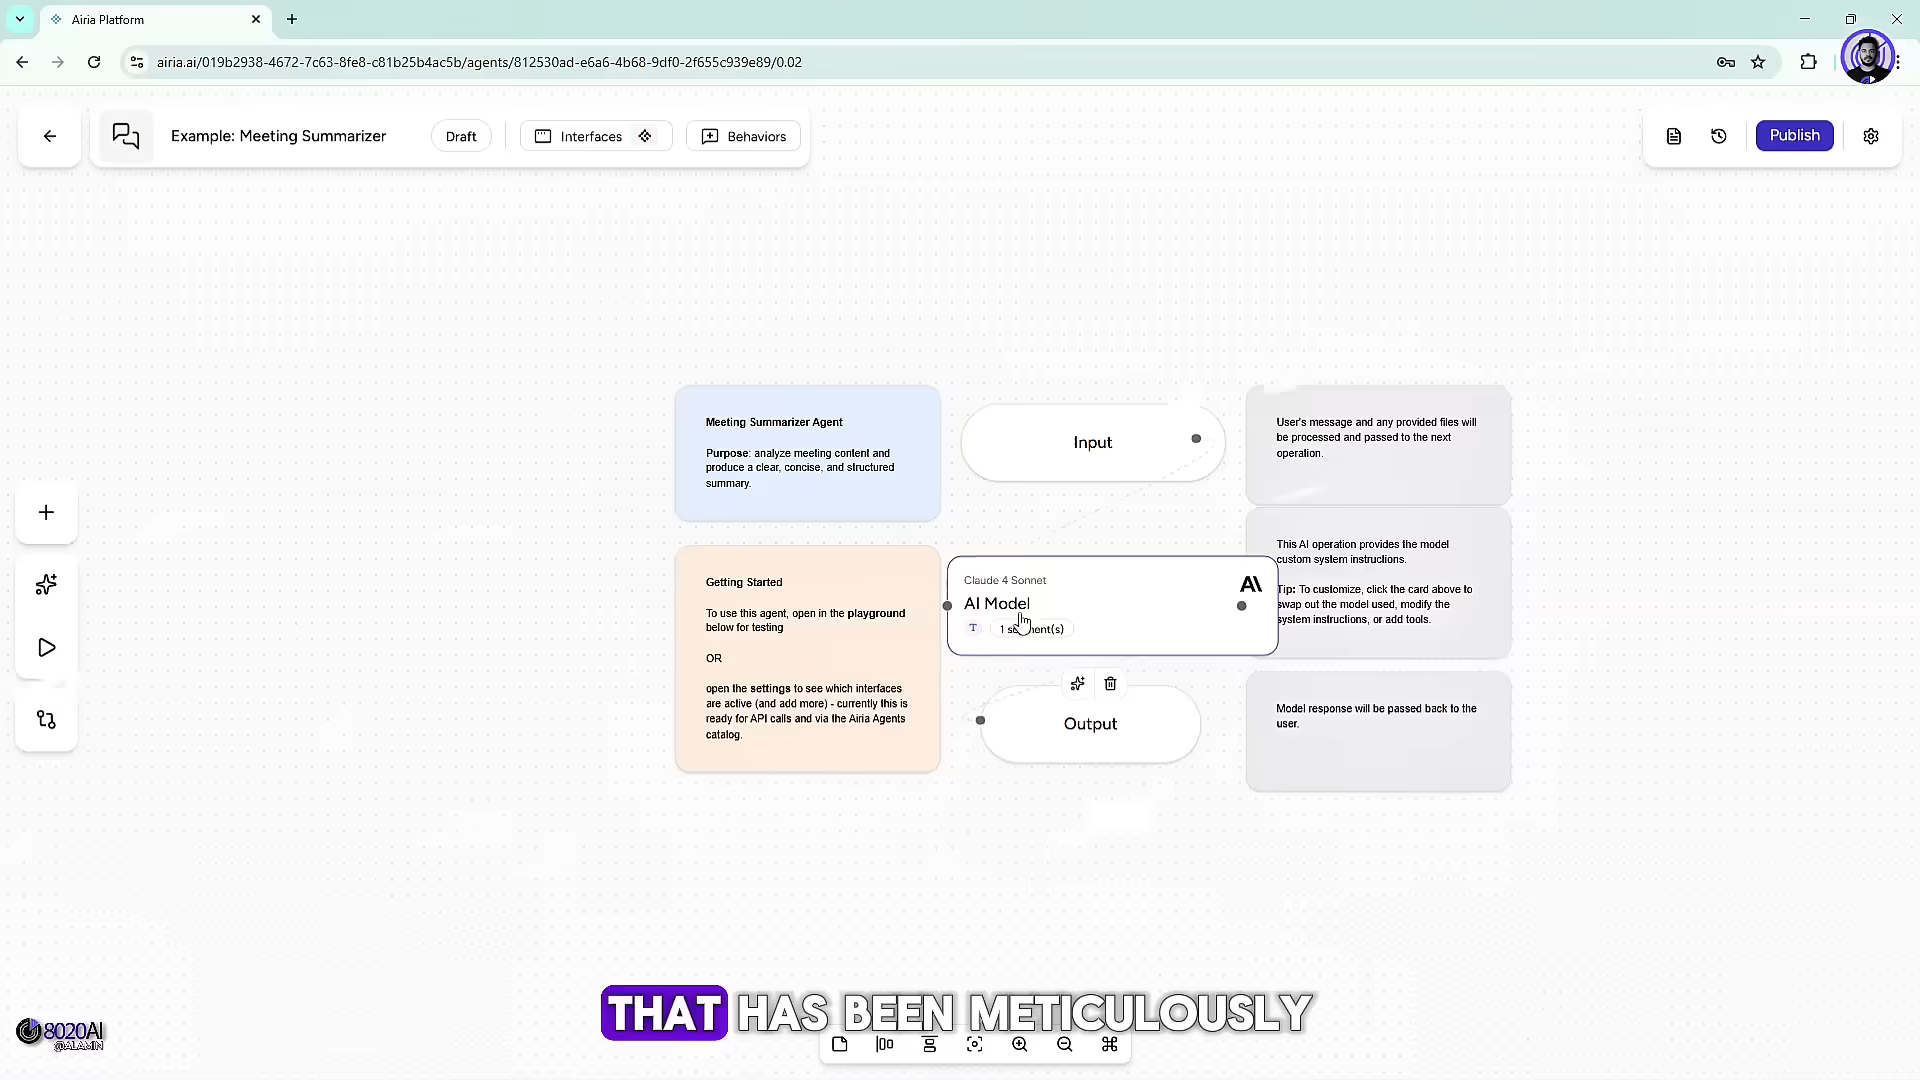 Airia Platform
airia.ai/019b2938-4672-7c63-8fe8-c81b25b4ac5b/agents/812530ad-e6a6-4b68-9df0-2f655c939e89/0.02
Example: Meeting Summarizer
Draft
Interfaces
Behaviors
Publish
Meeting Summarizer Agent
Purpose: analyze meeting content and
produce a clear, concise, and structured
summary.
Input
User's message and any provided files will
be processed and passed to the next
operation.
Getting Started
To use this agent, open in the playground
below for testing
OR
open the settings to see which interfaces
are active (and add more) - currently this is
ready for API calls and via the Airia Agents
catalog.
Claude 4 Sonnet
AI Model
T
1
This AI operation provides the model
custom system instructions.
Tip: To customize, click the card above to
swap out the model used, modify the
system instructions, or add tools.
Output
Model response will be passed back to the
user.
THAT HAS BEEN METICULOUSLY
8020AI
@ALAMIN